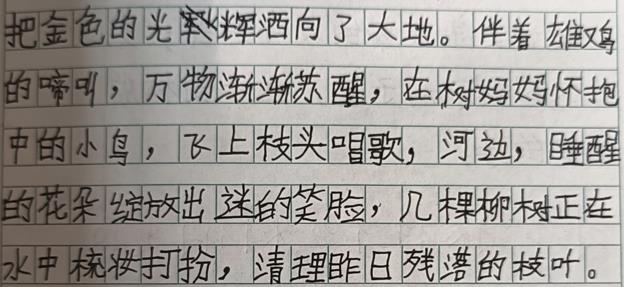 把金色的光辉洒向了大地。伴着雄鸡
的啼叫，万物渐渐苏醒，在树妈妈怀抱
中的小鸟，飞上枝头唱歌，河边，睡醒
的花朵绽放出迷的笑脸，几棵柳树正在
水中梳妆打扮，清理昨日残落的枝叶。